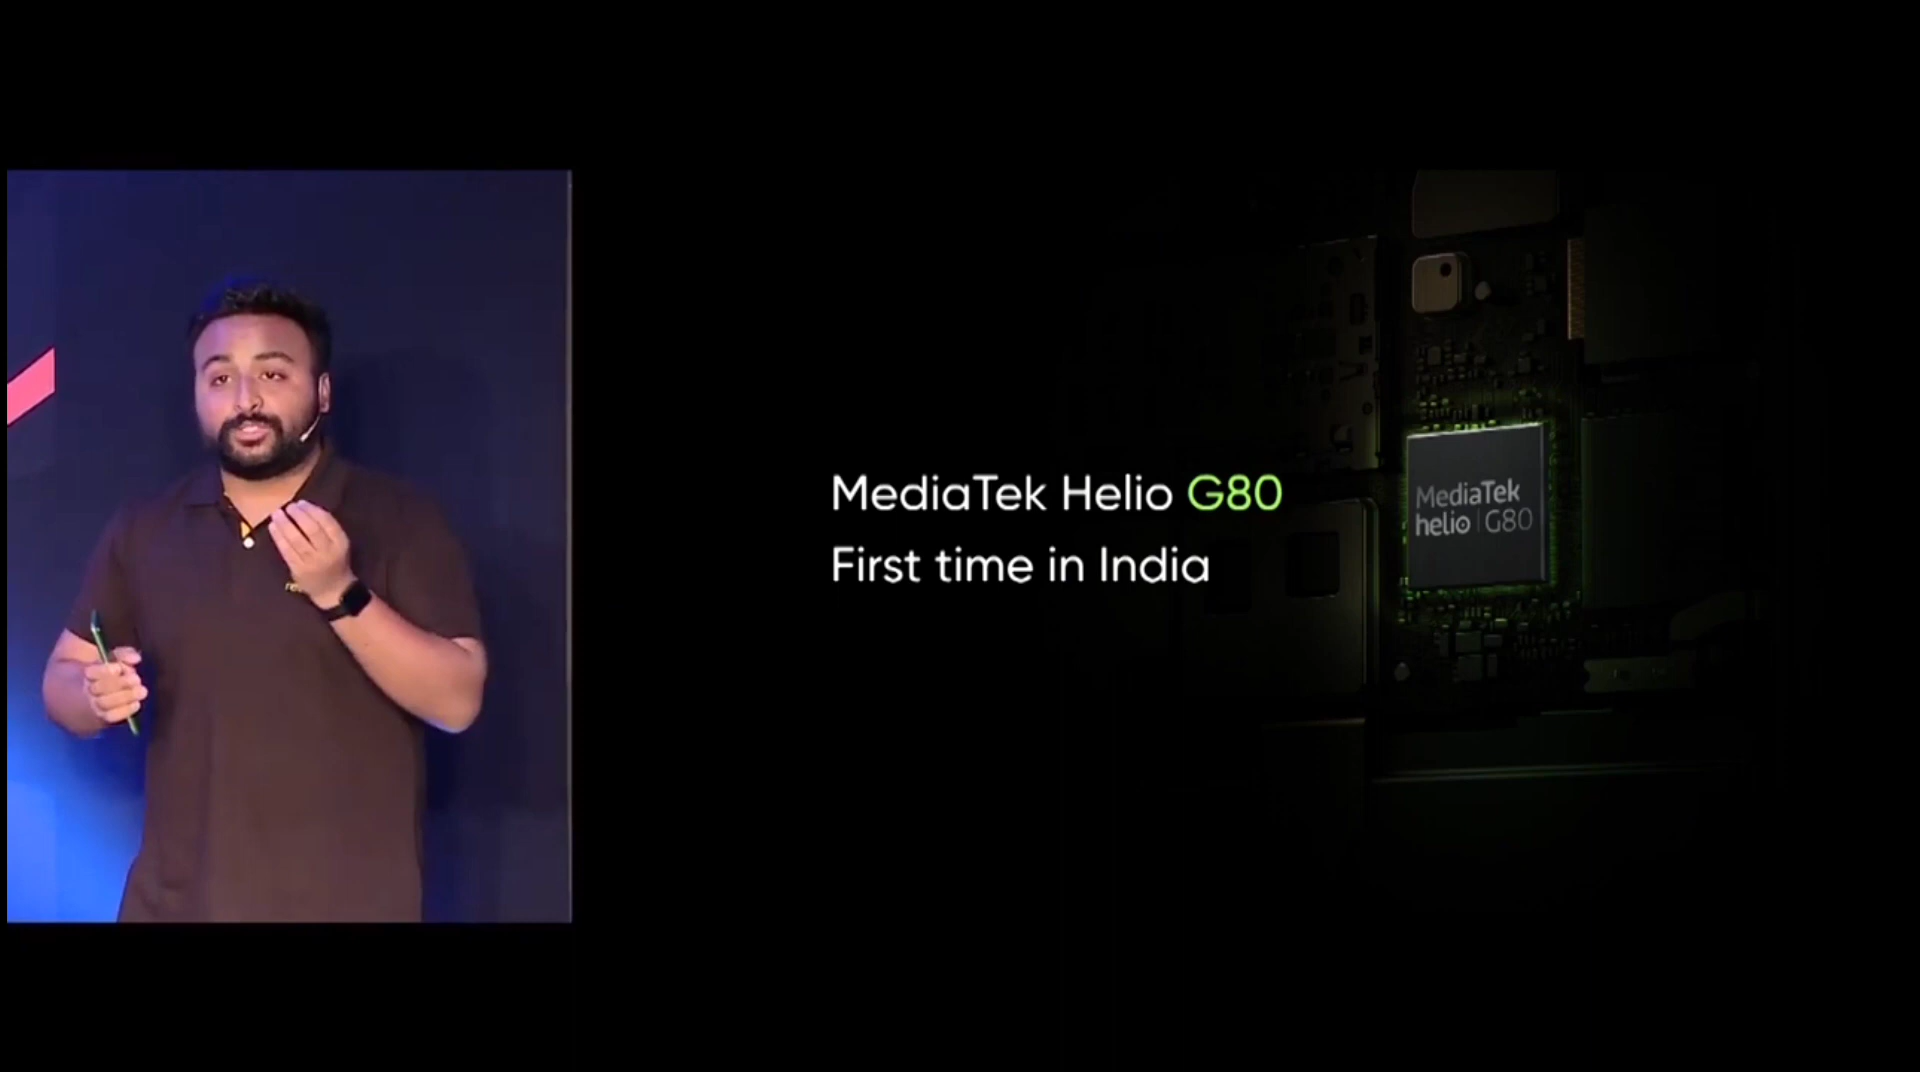 MediaTek Helio G80
First time in India
MediaTek
helio | G80